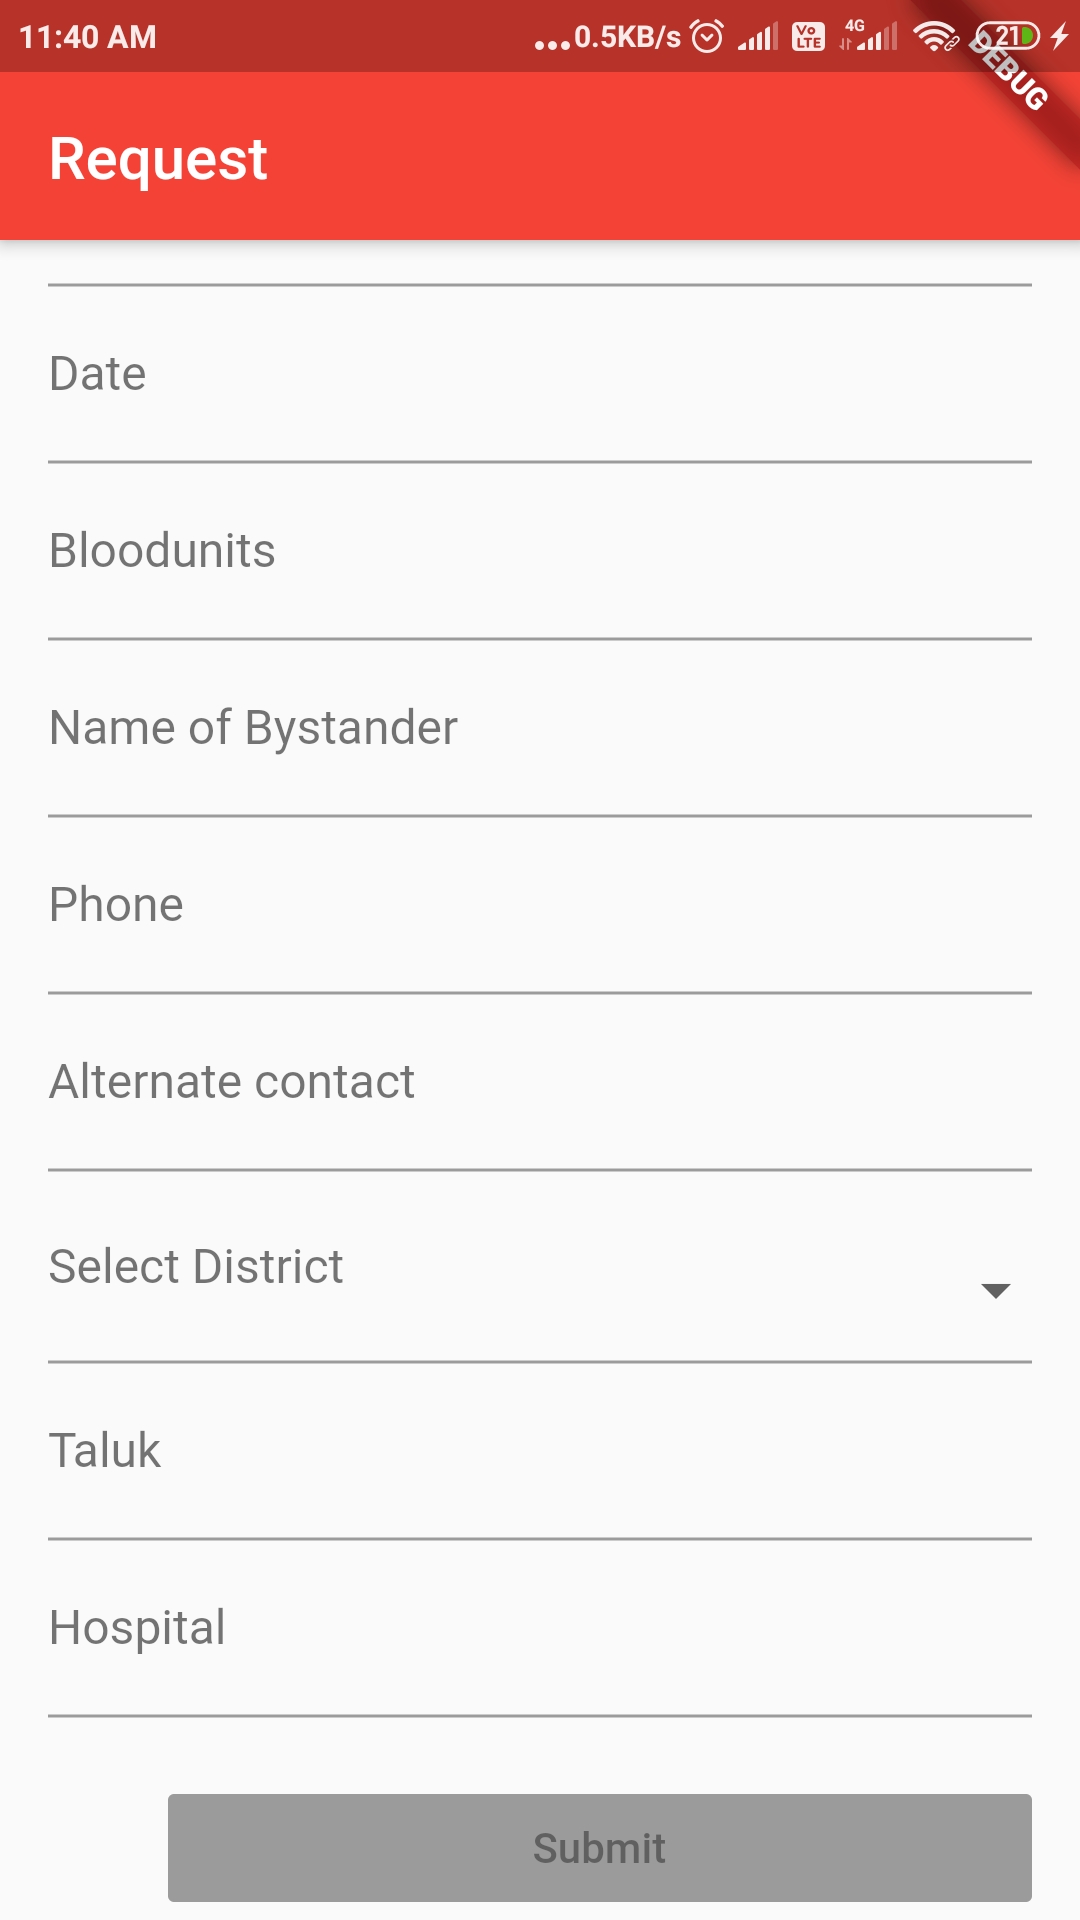 11:40 AM
...0.5KB/s
Vo
LTE
4G
21
DEBUG
Request
Date
Bloodunits
Name of Bystander
Phone
Alternate contact
Select District
Taluk
Hospital
Submit